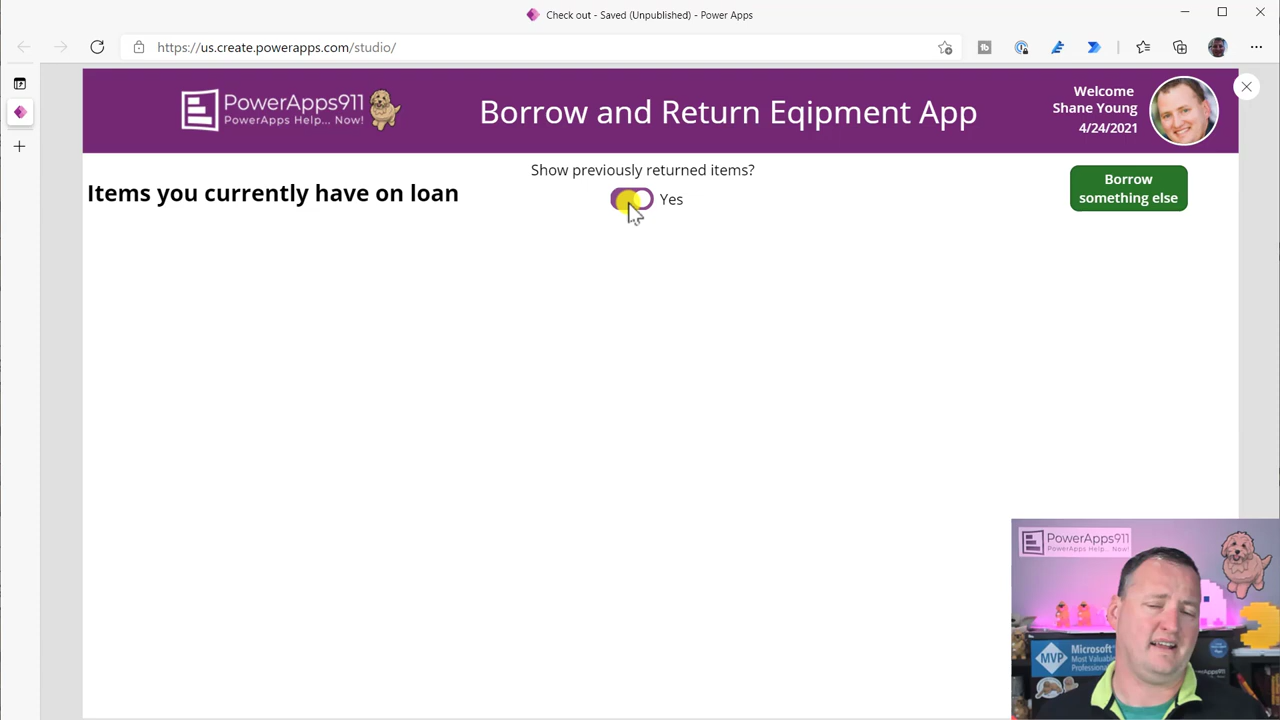 Check out - Saved (Unpublished) - Power Apps
https://us.create.powerapps.com/studio/
PowerApps911
PowerApps Help... Now!
Borrow and Return Eqipment App
Welcome
Shane Young
4/24/2021
Show previously returned items?
Yes
Items you currently have on loan
Borrow
something else
PowerApps911
PowerApps Help... Now!
MVP
Microsoft
Most Valuable
Professional